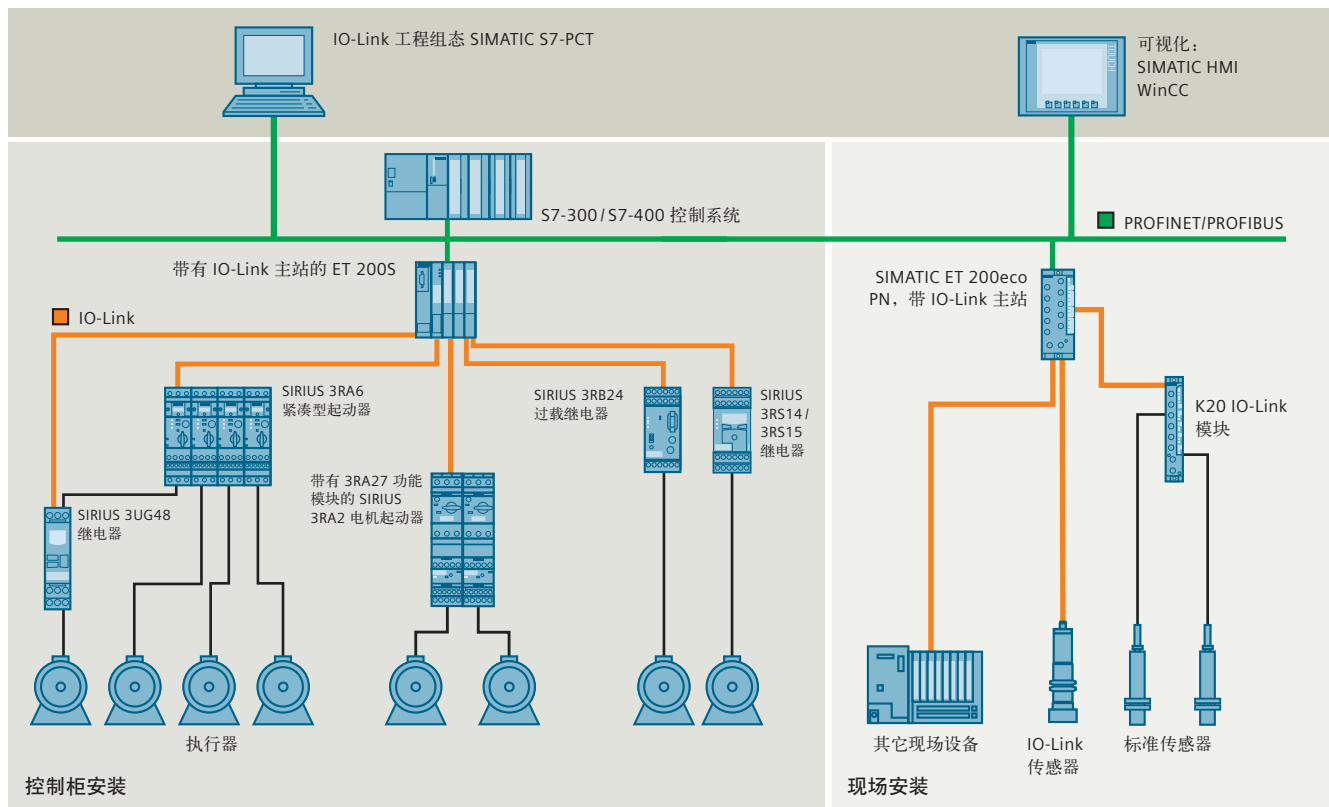 IO-Link 工程组态 SIMATIC S7-PCT
可视化：
SIMATIC HMI
WinCC
S7-300/S7-400 控制系统
PROFINET/PROFIBUS
带有 IO-Link 主站的 ET 200S
SIMATIC ET 200eco
PN，带 IO-Link 主站
IO-Link
SIRIUS 3RA6
紧凑型起动器
SIRIUS 3RB24
过载继电器
SIRIUS
3RS14/
3RS15
继电器
K20 IO-Link
模块
带有 3RA27 功能
模块的 SIRIUS
3RA2 电机起动器
SIRIUS 3UG48
继电器
执行器
其它现场设备
IO-Link
传感器
标准传感器
控制柜安装
现场安装